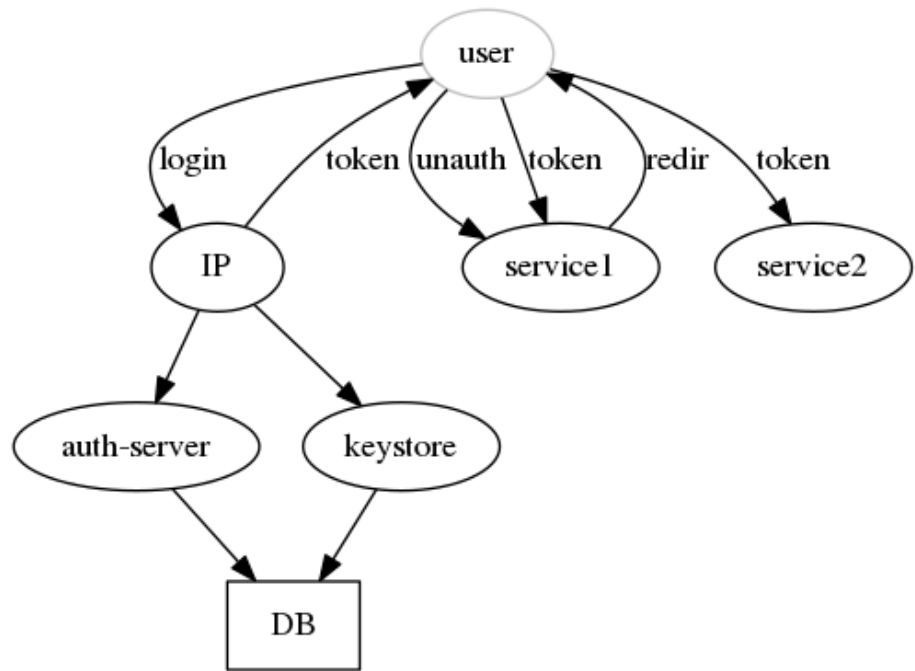 user
login
token
unauth
token
redir
token
IP
service1
service2
auth-server
keystore
DB